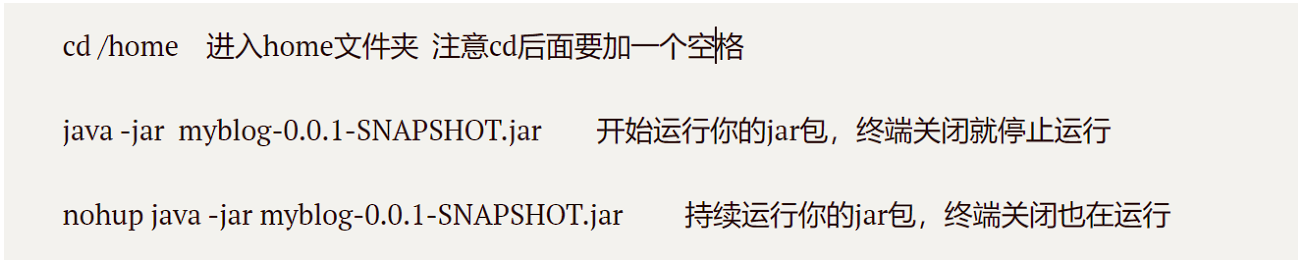 cd /home    进入home文件夹  注意cd后面要加一个空格
java -jar  myblog-0.0.1-SNAPSHOT.jar        开始运行你的jar包，终端关闭就停止运行
nohup java -jar myblog-0.0.1-SNAPSHOT.jar         持续运行你的jar包，终端关闭也在运行